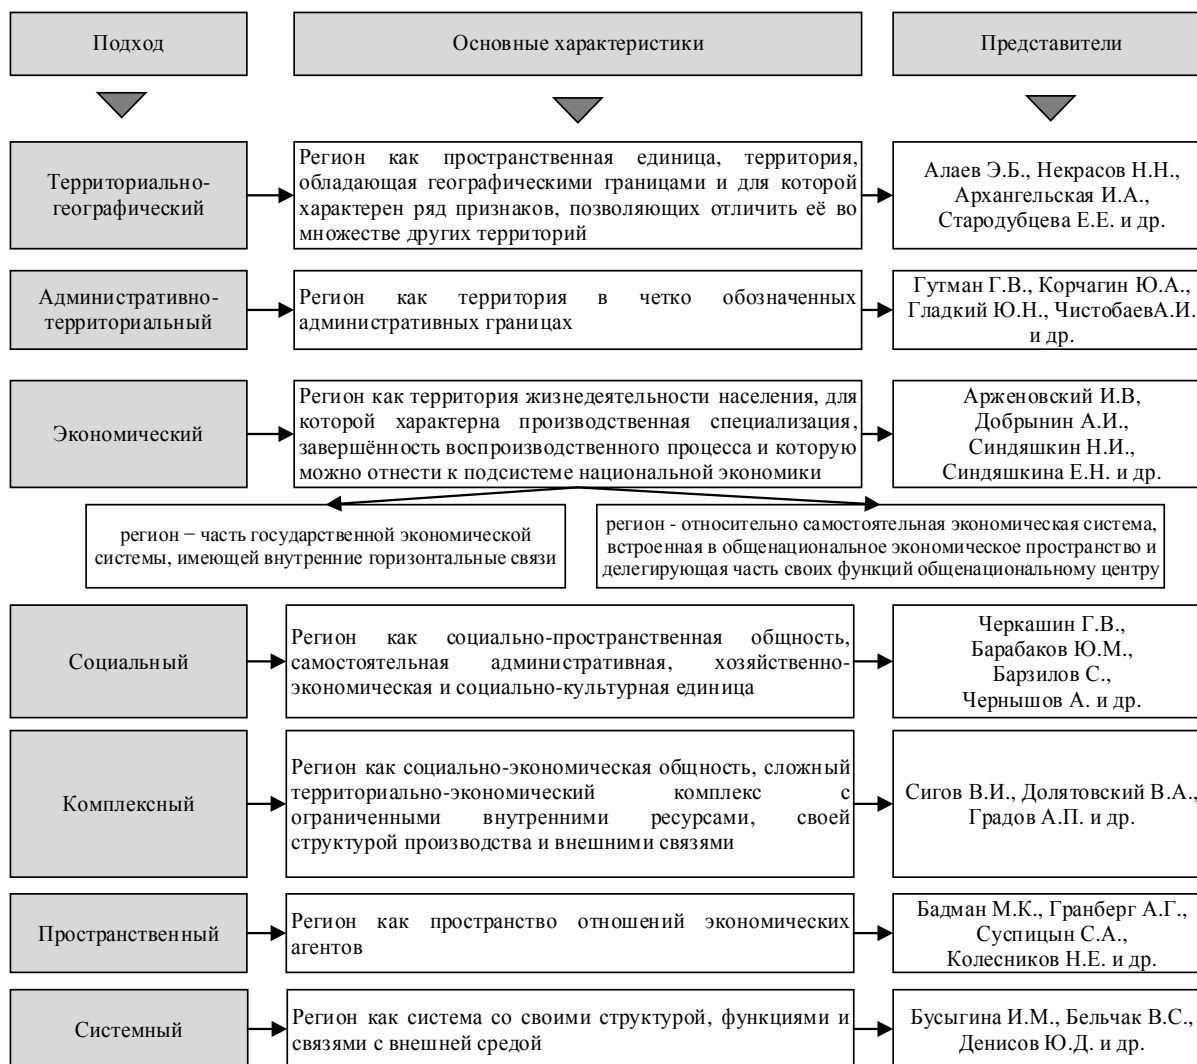 Подход
Основные характеристики
Представители
Территориально-
географический
Регион как пространственная единица, территория,
обладающая географическими границами и для которой
характерен ряд признаков, позволяющих отличить её во
множестве других территорий
Алаев Э.Б., Некрасов Н.Н.,
Архангельская И.А.,
Стародубцева Е.Е. и др.
Административно-
территориальный
Регион как территория в четко обозначенных
административных границах
Гутман Г.В., Корчагин Ю.А.,
Гладкий Ю.Н., ЧистобаевА.И.
и др.
Экономический
Регион как территория жизнедеятельности населения, для
которой характерна производственная специализация,
завершённость воспроизводственного процесса и которую
можно отнести к подсистеме национальной экономики
Арженовский И.В,
Добрынин А.И.,
Синдяшкин Н.И.,
Синдяшкина Е.Н. и др.
регион − часть государственной экономической
системы, имеющей внутренние горизонтальные связи
регион - относительно самостоятельная экономическая система,
встроенная в общенациональное экономическое пространство и
делегирующая часть своих функций общенациональному центру
Социальный
Регион как социально-пространственная общность,
самостоятельная административная, хозяйственно-
экономическая и социально-культурная единица
Черкашин Г.В.,
Барабаков Ю.М.,
Барзилов С.,
Чернышов А. и др.
Комплексный
Регион как социально-экономическая общность, сложный
территориально-экономический комплекс с
ограниченными внутренними ресурсами, своей
структурой производства и внешними связями
Сигов В.И., Долятовский В.А.,
Градов А.П. и др.
Пространственный
Регион как пространство отношений экономических
агентов
Бадман М.К., Гранберг А.Г.,
Суспицын С.А.,
Колесников Н.Е. и др.
Системный
Регион как система со своими структурой, функциями и
связями с внешней средой
Бусыгина И.М., Бельчак В.С.,
Денисов Ю.Д. и др.